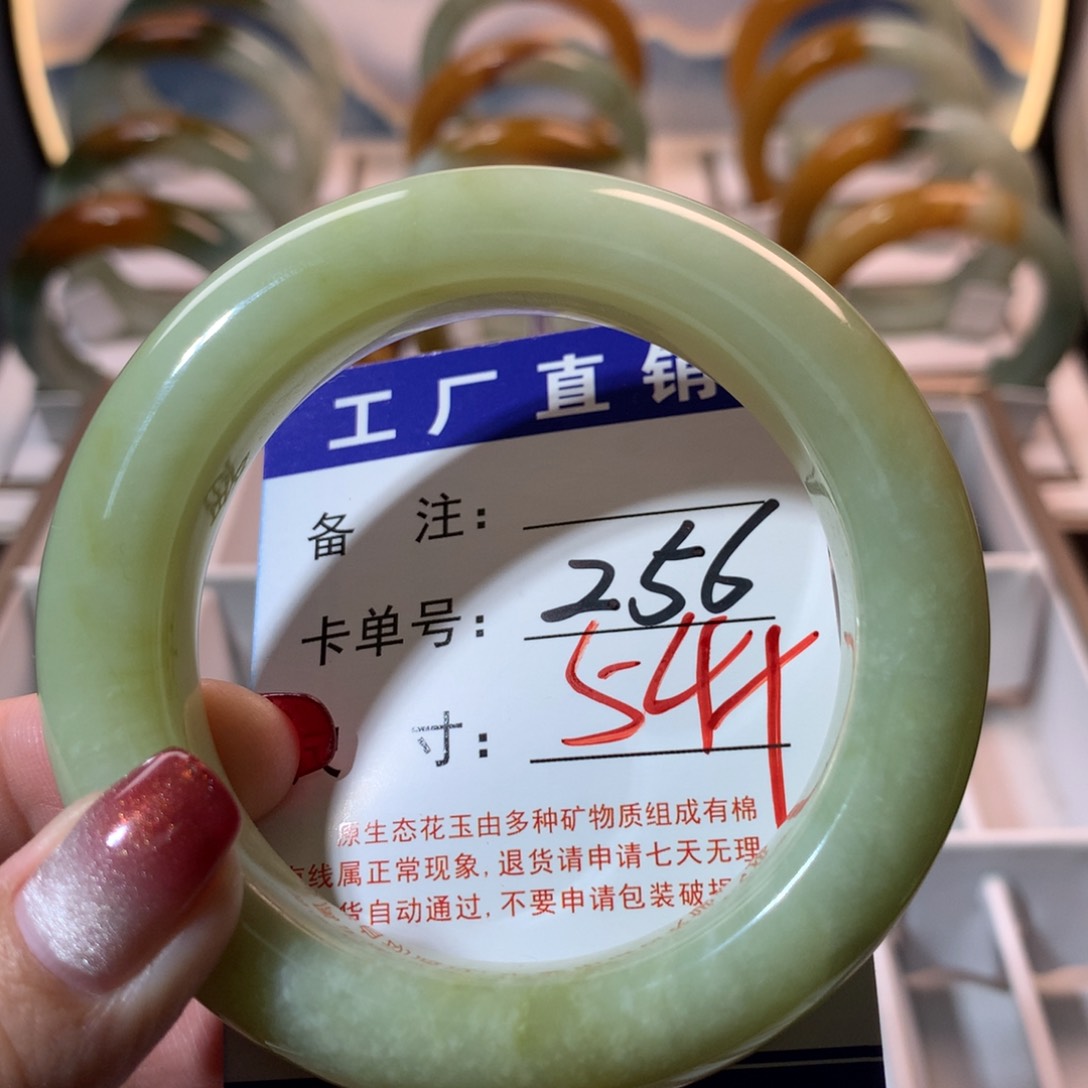 工厂直销
备 注:
卡单号: 256
寸: 544
原生态花玉由多种矿物质组成有棉
线属正常现象,退货请申请七天无理
货自动通过,不要申请包装破损